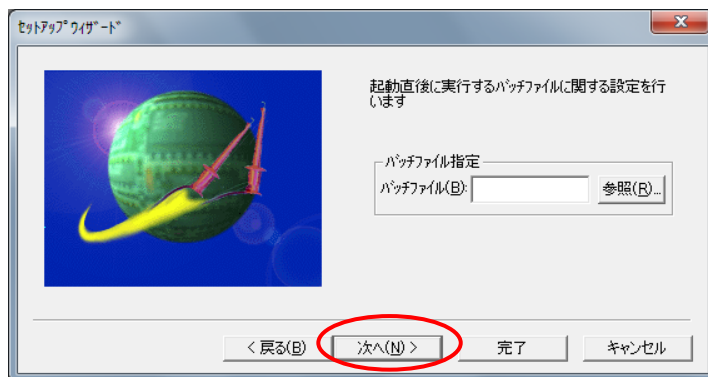 ｾｯﾄｱｯﾌﾟｳｨｻﾞｰﾄﾞ
起動直後に実行するバッチファイルに関する設定を行
います
バッチファイル指定
バッチファイル(B):
参照(R)...
< 戻る(B)
次へ(N) >
完了
キャンセル